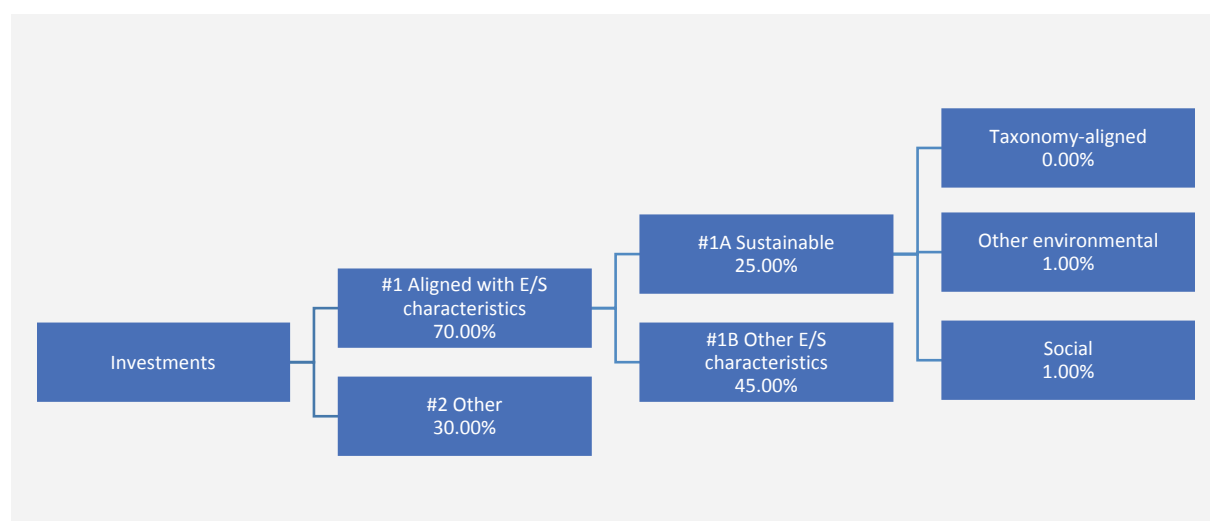 Investments
#1 Aligned with E/S
characteristics
70.00%
#2 Other
30.00%
#1A Sustainable
25.00%
#1B Other E/S
characteristics
45.00%
Taxonomy-aligned
0.00%
Other environmental
1.00%
Social
1.00%